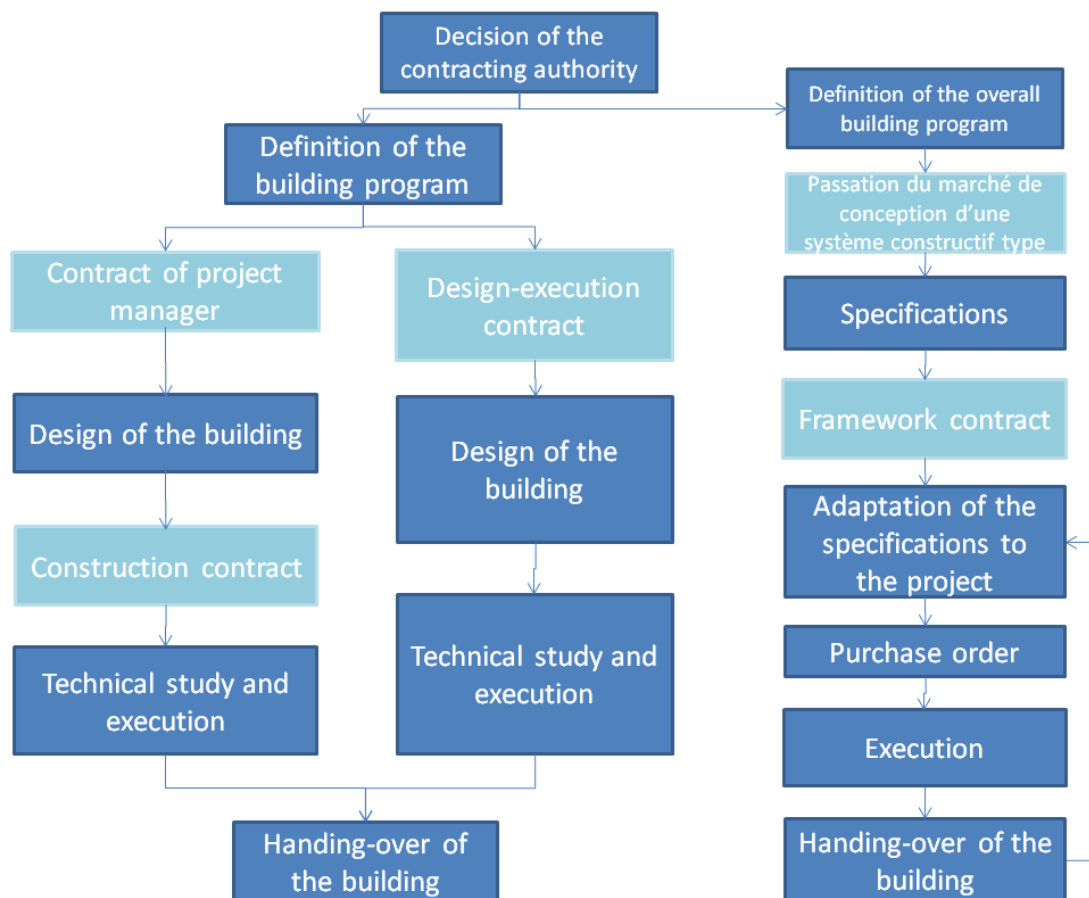 Decision of the
contracting authority
Definition of the overall
building program
Definition of the
building program
Passation du marché de
conception d'une
système constructif type
Contract of project
manager
Design-execution
contract
Specifications
Design of the building
Design of the
building
Framework contract
Construction contract
Adaptation of the
specifications to
the project
Technical study and
execution
Technical study and
execution
Purchase order
Execution
Handing-over of
the building
Handing-over of the
building